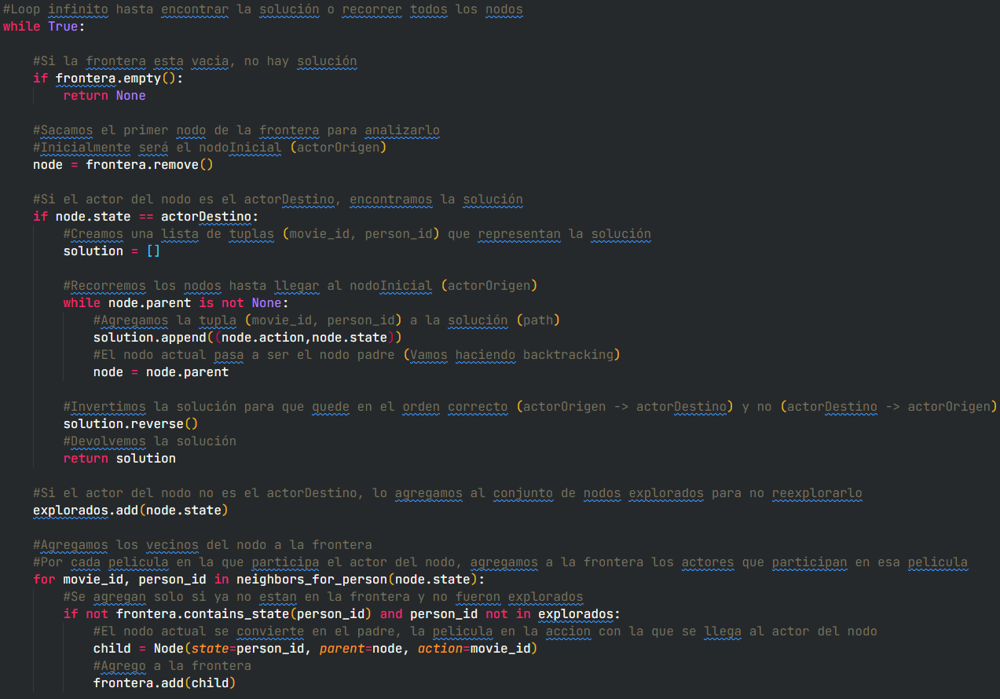 #Loop infinito hasta encontrar la solución o recorrer todos los nodos
while True:
#Si la frontera esta vacia, no hay solución
if frontera.empty():
return None
#Sacamos el primer nodo de la frontera para analizarlo
#Inicialmente será el nodoInicial (actorOrigen)
node = frontera.remove()
#Si el actor del nodo es el actorDestino, encontramos la solución
if node.state == actorDestino:
#Creamos una lista de tuplas (movie_id, person_id) que representan la solución
solution = []
#Recorremos los nodos hasta llegar al nodoInicial (actorOrigen)
while node.parent is not None:
#Agregamos la tupla (movie_id, person_id) a la solución (path)
solution.append((node.action,node.state))
#El nodo actual pasa a ser el nodo padre (Vamos haciendo backtracking)
node = node.parent
#Invertimos la solución para que quede en el orden correcto (actorOrigen -> actorDestino) y no (actorDestino -> actorOrigen)
solution.reverse()
#Devolvemos la solución
return solution
#Si el actor del nodo no es el actorDestino, lo agregamos al conjunto de nodos explorados para no reexplorarlo
explorados.add(node.state)
#Agregamos los vecinos del nodo a la frontera
#Por cada pelicula en la que participa el actor del nodo, agregamos a la frontera los actores que participan en esa pelicula
for movie_id, person_id in neighbors_for_person(node.state):
#Se agregan solo si ya no estan en la frontera y no fueron explorados
if not frontera.contains_state(person_id) and person_id not in explorados:
#El nodo actual se convierte en el padre, la pelicula en la accion con la que se llega al actor del nodo
child = Node(state=person_id, parent=node, action=movie_id)
#Agrego a la frontera
frontera.add(child)